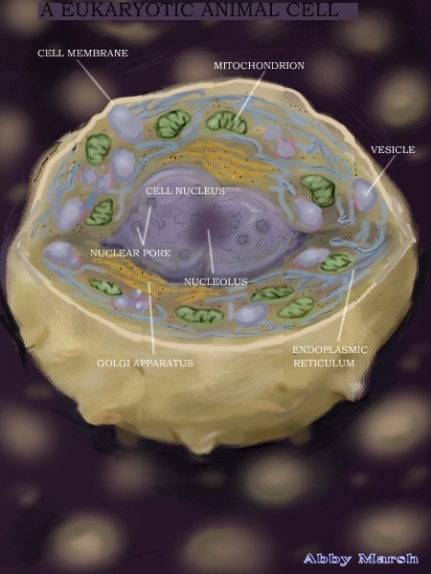 A EUKARYOTIC ANIMAL CELL
CELL MEMBRANE
MITOCHONDRION
VESICLE
CELL NUCLEUS
NUCLEAR PORE
NUCLEOLUS
GOLGI APPARATUS
ENDOPLASMIC
RETICULUM
Abby Marsh